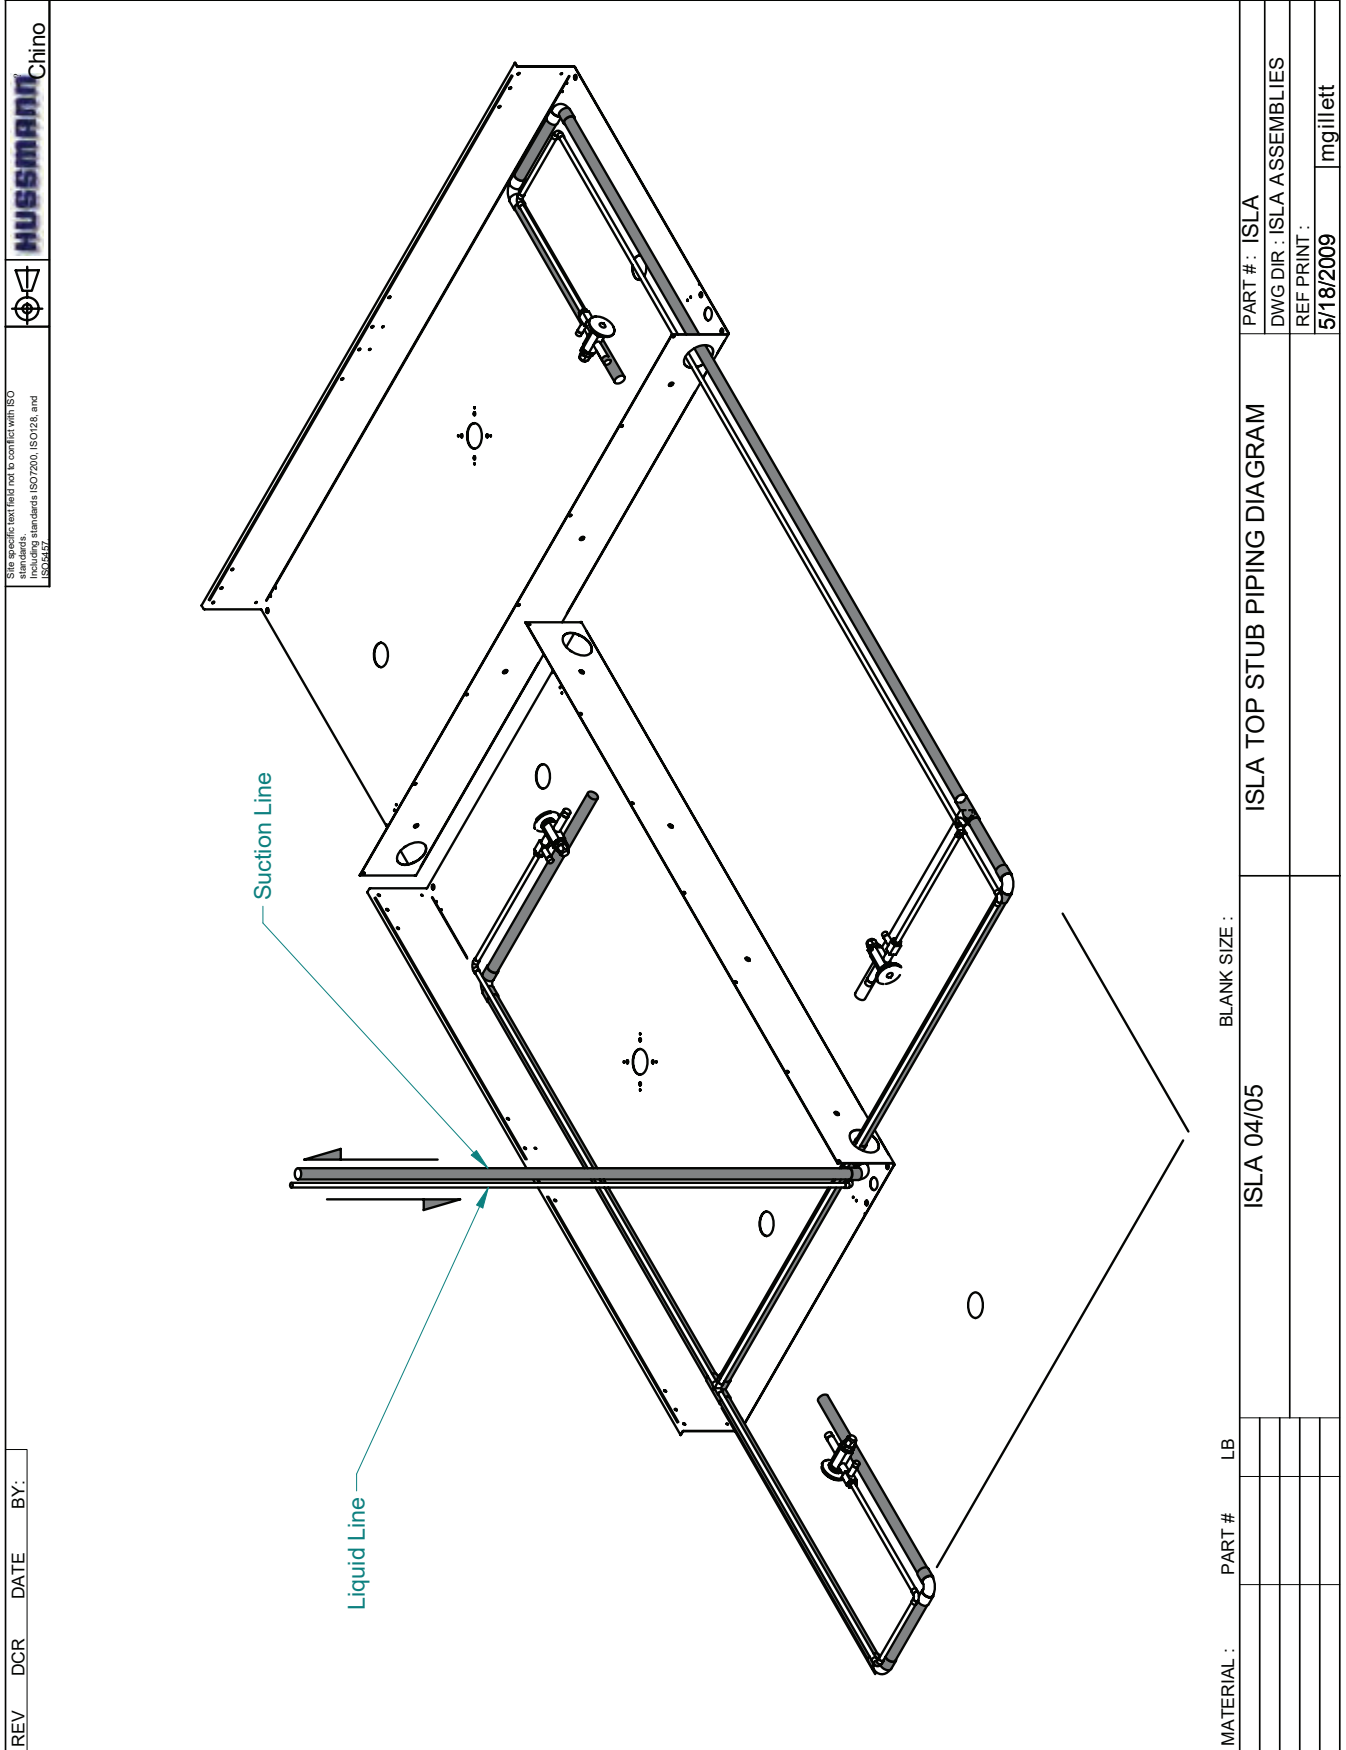 REV DCR DATE BY:
Site specific text field not to conflict with ISO
standards.
Including standards ISO7200, ISO128, and
ISO5457
HUSSMANN
Chino
Liquid Line
Suction Line
MATERIAL : PART # LB BLANK SIZE :
ISLA 04/05
ISLA TOP STUB PIPING DIAGRAM
PART # : ISLA
DWG DIR : ISLA ASSEMBLIES
REF PRINT :
5/18/2009 mgillett